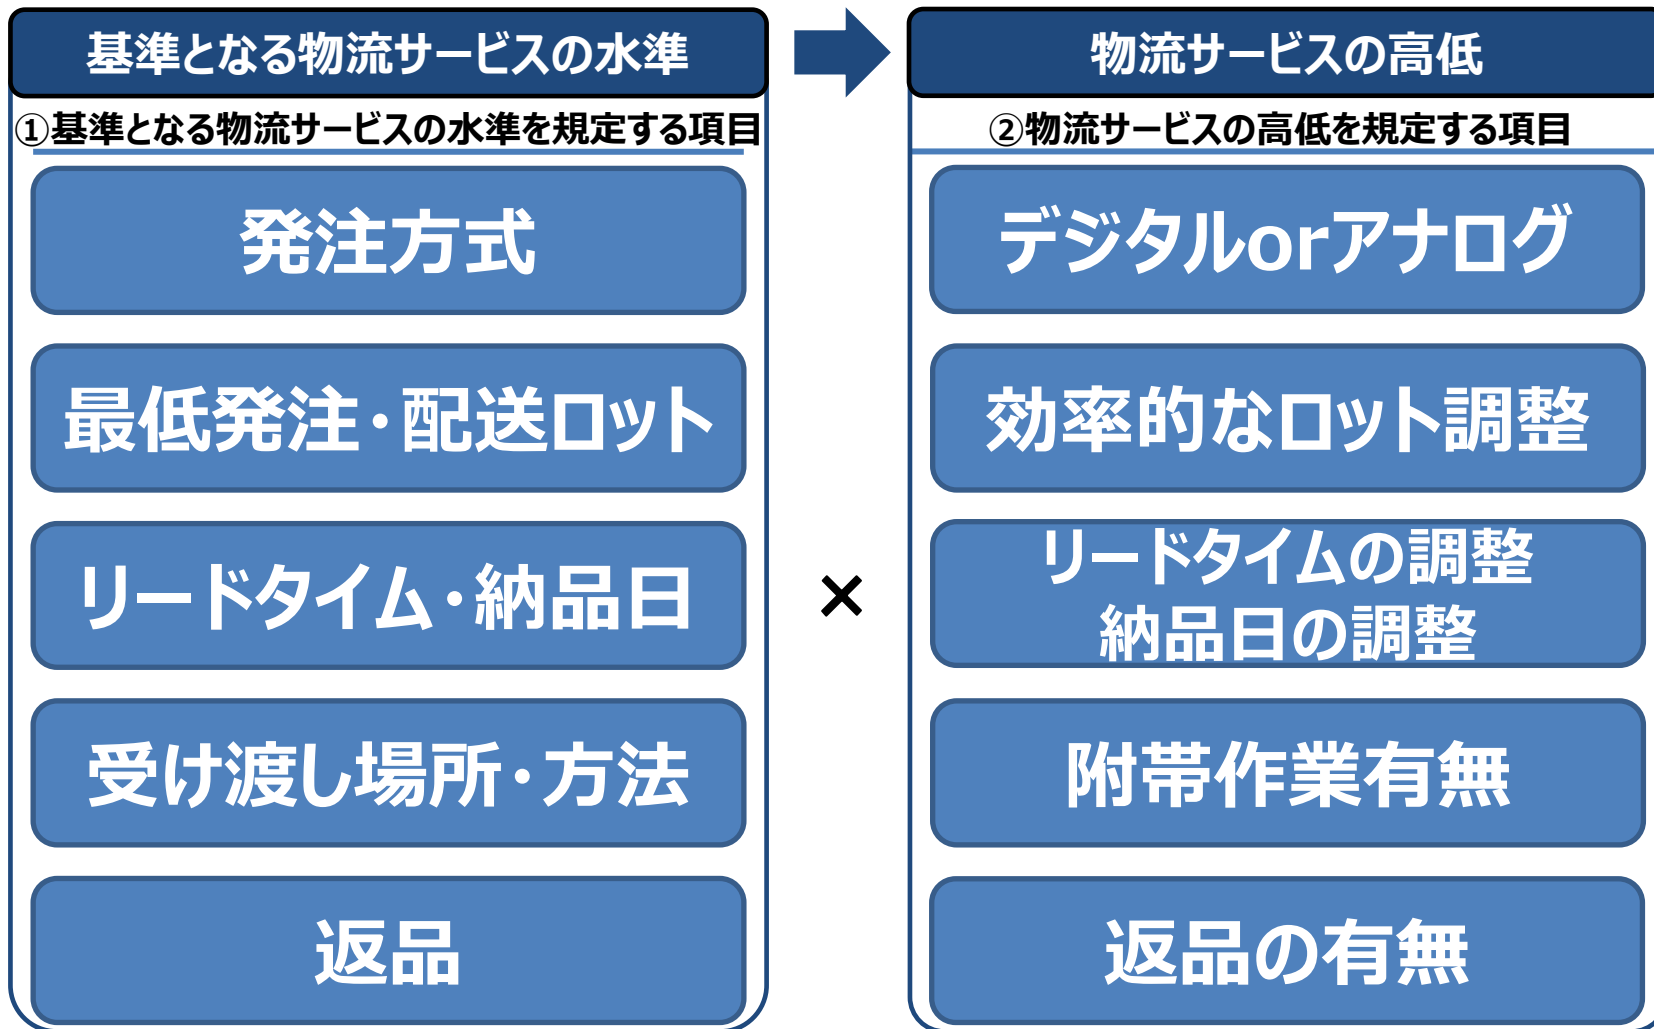 基準となる物流サービスの水準
①基準となる物流サービスの水準を規定する項目
発注方式
最低発注・配送ロット
リードタイム・納品日
受け渡し場所・方法
返品
×
物流サービスの高低
②物流サービスの高低を規定する項目
デジタルorアナログ
効率的なロット調整
リードタイムの調整
納品日の調整
附帯作業有無
返品の有無